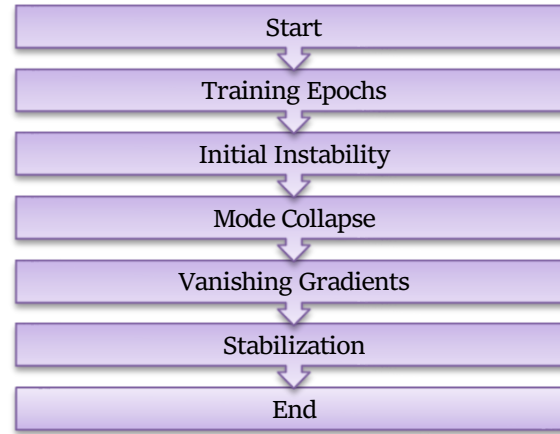 Start
Training Epochs
Initial Instability
Mode Collapse
Vanishing Gradients
Stabilization
End